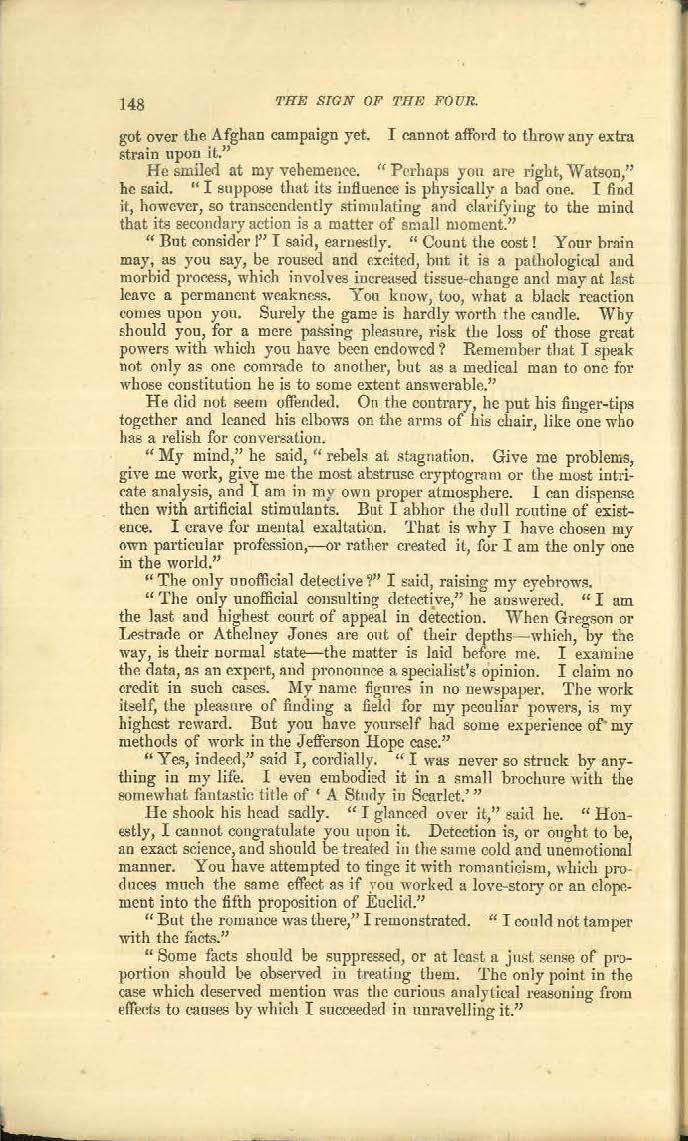 148 THE SIGN OF THE FOUR.
got over the Afghan campaign yet. I cannot afford to throw any extra
strain upon it.”
He smiled at my vehemence. “Perhaps you are right, Watson,”
he said. “I suppose that its influence is physically a bad one. I find
it, however, so transcendently stimulating and clarifying to the mind
that its secondary action is a matter of small moment.”
“But consider!” I said, earnestly. “Count the cost! Your brain
may, as you say, be roused and excited, but it is a pathological and
morbid process, which involves increased tissue-change and may at last
leave a permanent weakness. You know, too, what a black reaction
comes upon you. Surely the game is hardly worth the candle. Why
should you, for a mere passing pleasure, risk the loss of those great
powers with which you have been endowed? Remember that I speak
not only as one comrade to another, but as a medical man to one for
whose constitution he is to some extent answerable.”
He did not seem offended. On the contrary, he put his finger-tips
together and leaned his elbows on the arms of his chair, like one who
has a relish for conversation.
“My mind,” he said, “rebels at stagnation. Give me problems,
give me work, give me the most abstruse cryptogram or the most intri-
cate analysis, and I am in my own proper atmosphere. I can dispense
then with artificial stimulants. But I abhor the dull routine of exist-
ence. I crave for mental exaltation. That is why I have chosen my
own particular profession,—or rather created it, for I am the only one
in the world.”
“The only unofficial detective?” I said, raising my eyebrows.
“The only unofficial consulting detective,” he answered. “I am
the last and highest court of appeal in detection. When Gregson or
Lestrade or Athelney Jones are out of their depths—which, by the
way, is their normal state—the matter is laid before me. I examine
the data, as an expert, and pronounce a specialist’s opinion. I claim no
credit in such cases. My name figures in no newspaper. The work
itself, the pleasure of finding a field for my peculiar powers, is my
highest reward. But you have yourself had some experience of my
methods of work in the Jefferson Hope case.”
“Yes, indeed,” said I, cordially. “I was never so struck by any-
thing in my life. I even embodied it in a small brochure with the
somewhat fantastic title of ‘A Study in Scarlet.’”
He shook his head sadly. “I glanced over it,” said he. “Hon-
estly, I cannot congratulate you upon it. Detection is, or ought to be,
an exact science, and should be treated in the same cold and unemotional
manner. You have attempted to tinge it with romanticism, which pro-
duces much the same effect as if you worked a love-story or an elope-
ment into the fifth proposition of Euclid.”
“But the romance was there,” I remonstrated. “I could not tamper
with the facts.”
“Some facts should be suppressed, or at least a just sense of pro-
portion should be observed in treating them. The only point in the
case which deserved mention was the curious analytical reasoning from
effects to causes by which I succeeded in unravelling it.”